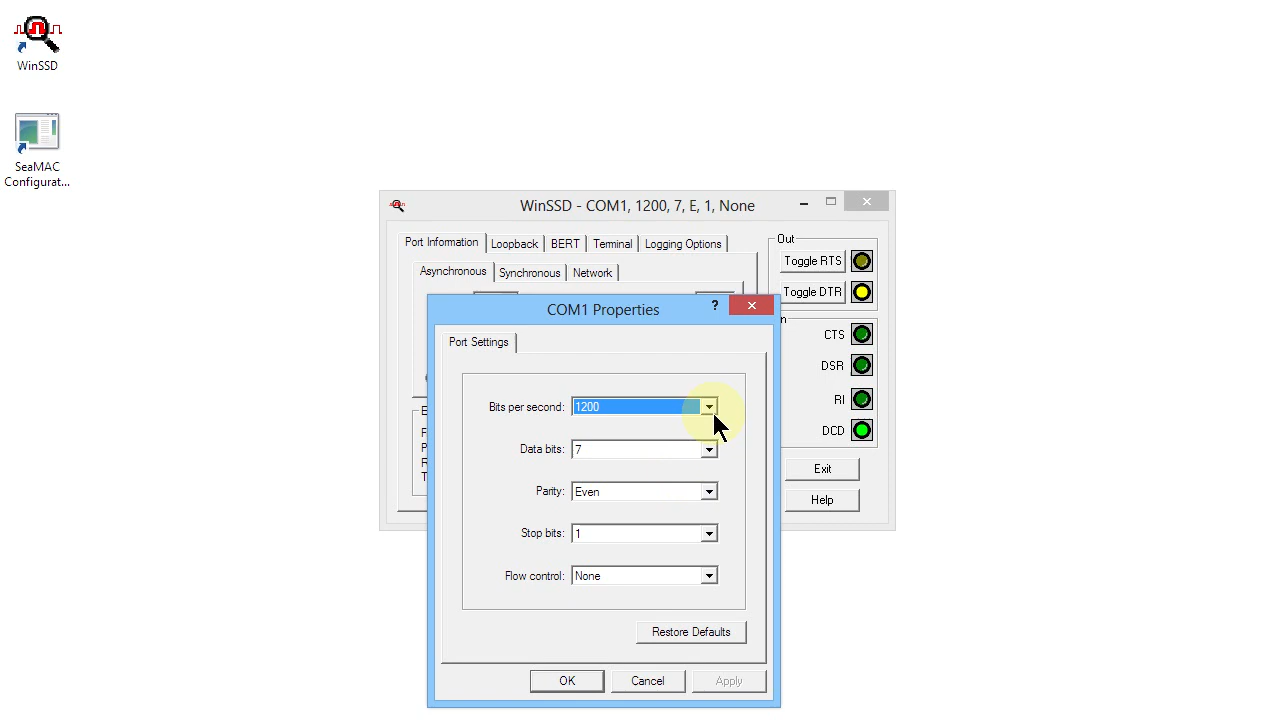 WinSSD
SeaMAC
Configurat...
WinSSD - COM1, 1200, 7, E, 1, None
Port Information
Loopback
BERT
Terminal
Logging Options
Asynchronous
Synchronous
Network
Out
Toggle RTS
Toggle DTR
CTS
DSR
RI
DCD
Exit
Help
COM1 Properties
?
Port Settings
Bits per second: 1200
Data bits: 7
Parity: Even
Stop bits: 1
Flow control: None
Restore Defaults
OK
Cancel
Apply